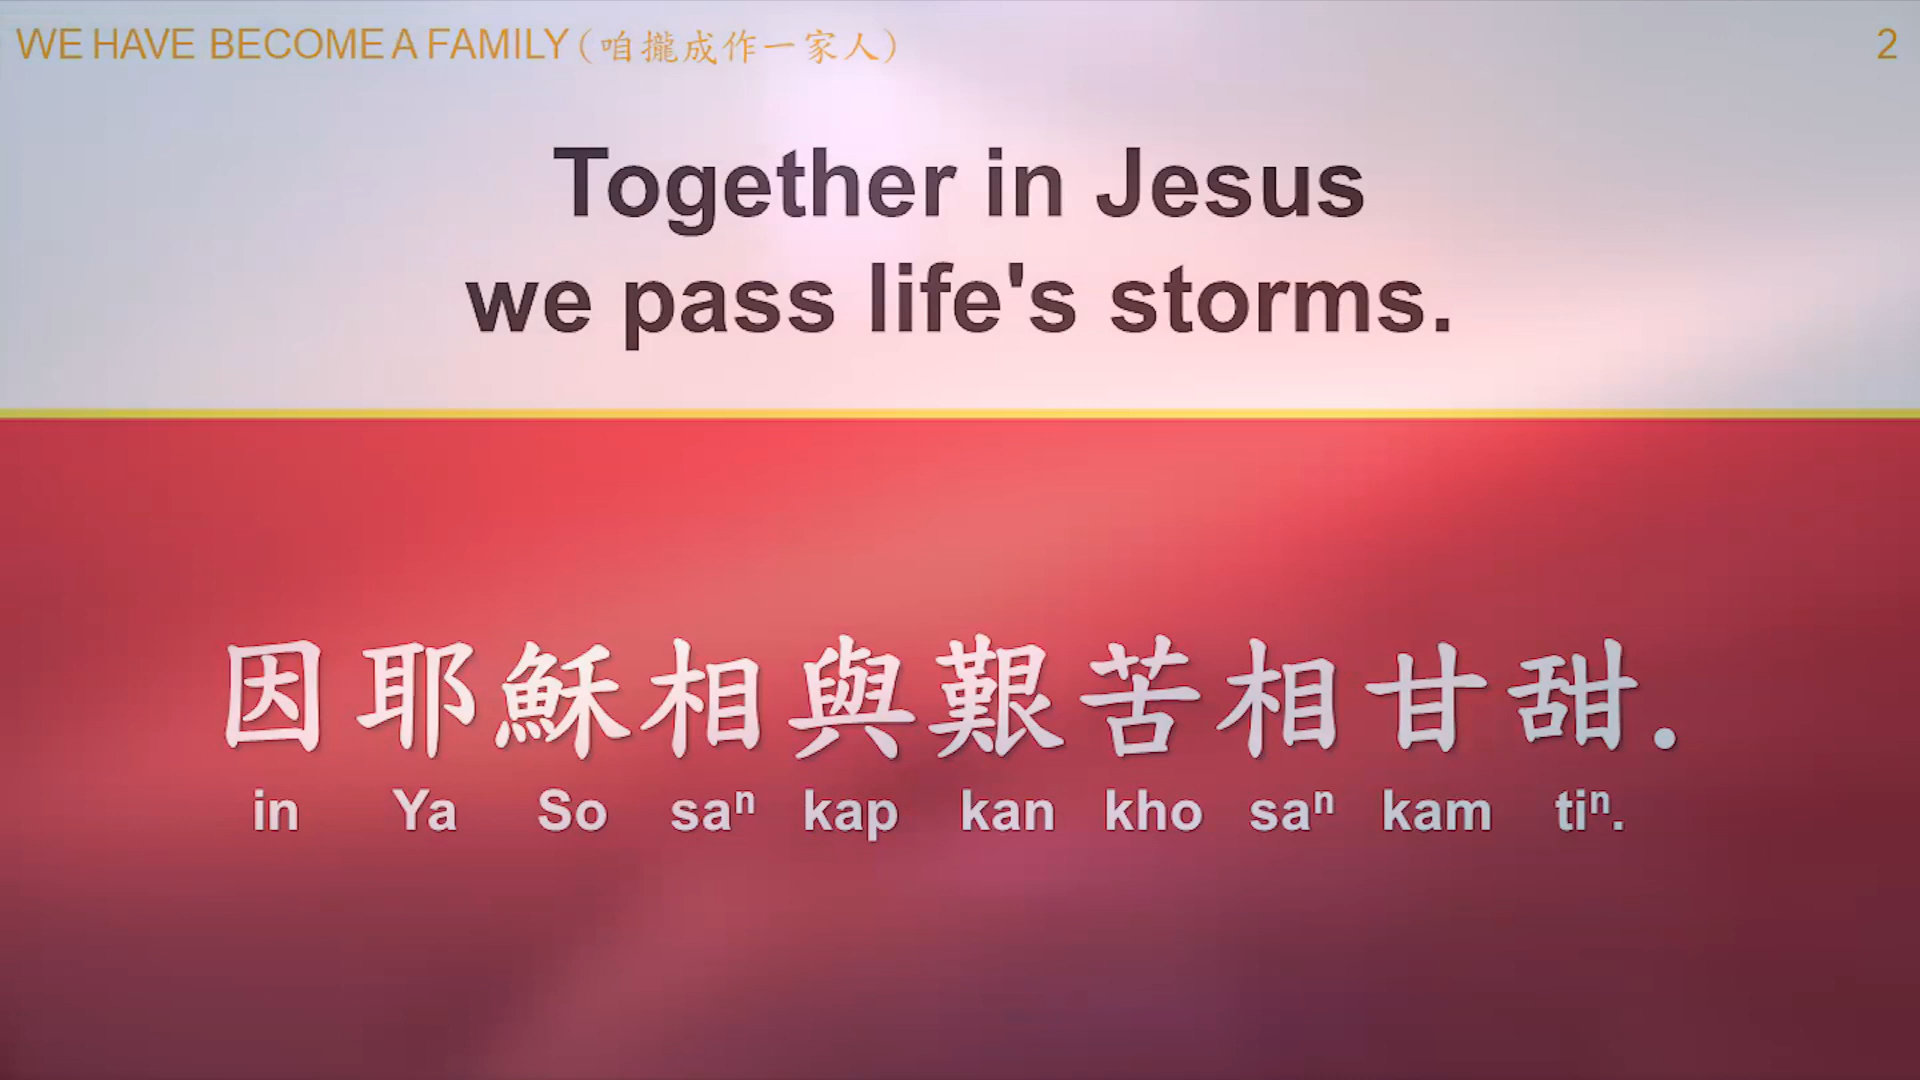 WE HAVE BECOME A FAMILY (咱攏成作一家人)
2
Together in Jesus
we pass life's storms.
因耶穌相與艱苦相甘甜.
in Ya So saⁿ kap kan kho saⁿ kam tiⁿ.